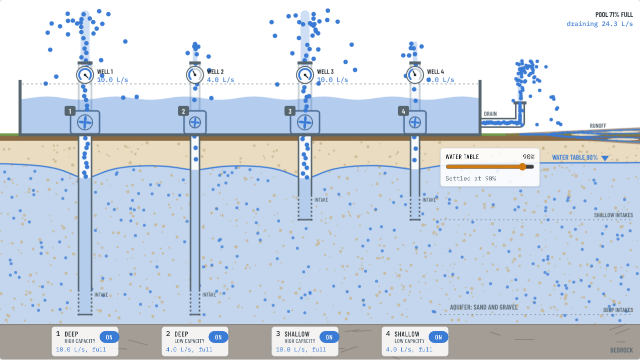 POOL 71% FULL
draining 24.3 L/s
WELL 1
10.0 L/s
WELL 2
4.0 L/s
WELL 3
10.0 L/s
WELL 4
4.0 L/s
1
2
3
4
DRAIN
RUNOFF
WATER TABLE 90%
WATER TABLE
90%
Settled at 90%
INTAKE
INTAKE
SHALLOW INTAKES
INTAKE
INTAKE
AQUIFER: SAND AND GRAVEL
DEEP INTAKES
1 DEEP
HIGH CAPACITY
ON
10.0 L/s, full
2 DEEP
LOW CAPACITY
ON
4.0 L/s, full
3 SHALLOW
HIGH CAPACITY
ON
10.0 L/s, full
4 SHALLOW
LOW CAPACITY
ON
4.0 L/s, full
BEDROCK